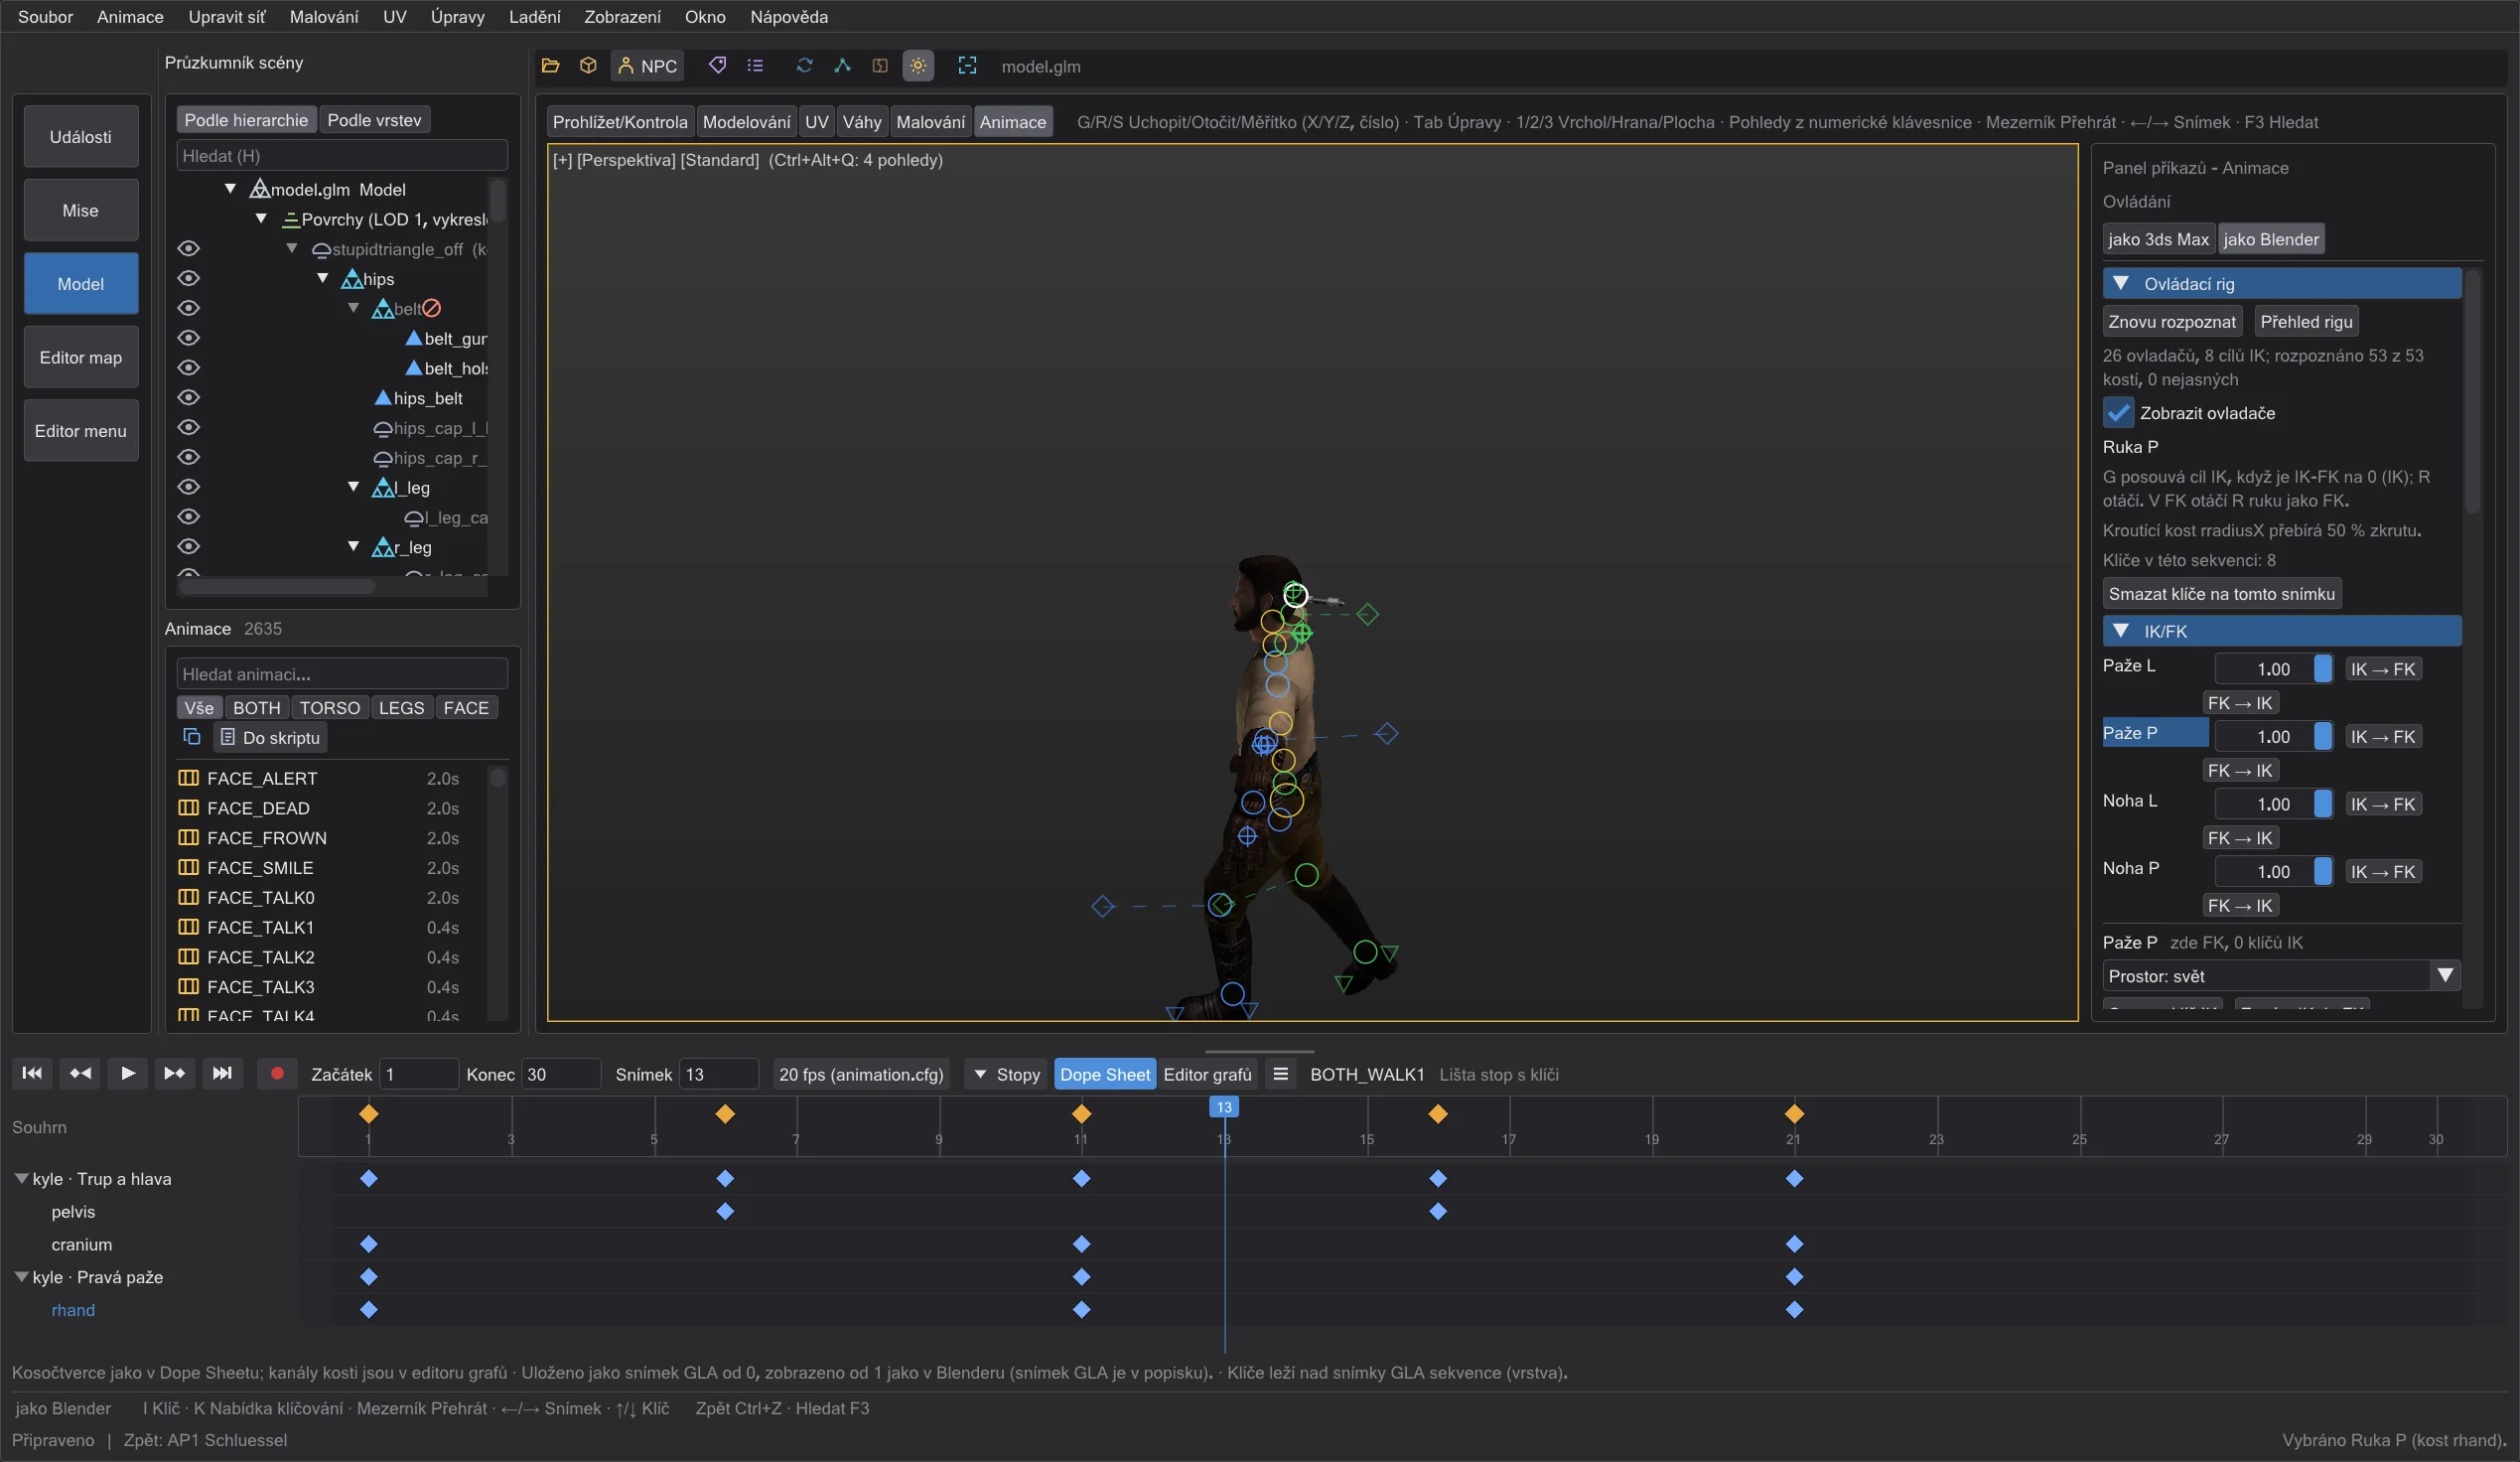 Soubor Animace Upravit síť Malování UV Úpravy Ladění Zobrazení Okno Nápověda
Průzkumník scény
NPC
model.glm
Události
Mise
Model
Editor map
Editor menu
Podle hierarchie Podle vrstev
Hledat (H)
model.glm Model
Povrchy (LOD 1,
stupidtriangle_off
hips
belt
hips_belt
l_leg
r_leg
Animace 2635
Hledat animaci...
Vše BOTH TORSO LEGS FACE
Do skriptu
FACE_ALERT 2.0s
FACE_DEAD 2.0s
FACE_FROWN 2.0s
FACE_SMILE 2.0s
FACE_TALK0 2.0s
FACE_TALK1 0.4s
FACE_TALK2 0.4s
FACE_TALK3 0.4s
FACE_TALK4 0.4s
Prohlížet/Kontrola Modelování UV Váhy Malování Animace G/R/S Uchopit/Otočit/Měřítko (X/Y/Z, číslo) · Tab Úpravy · 1/2/3 Vrchol/Hrana/Plocha · Pohledy z numerické klávesnice · Mezerník Přehrát · ←/→ Snímek · F3 Hledat
[+] [Perspektiva] [Standard] (Ctrl+Alt+Q: 4 pohledy)
Panel příkazů - Animace
Ovládání
jako 3ds Max jako Blender
Ovládací rig
Znovu rozpoznat Přehled rigu
26 ovladačů, 8 cílů IK; rozpoznáno 53 z 53
kostí, 0 nejasných
Zobrazit ovladače
Ruka P
G posouvá cíl IK, když je IK-FK na 0 (IK); R
otáčí. V FK otáčí R ruku jako FK.
Kroutící kost rradiusX přebírá 50 % zkrutu.
Klíče v této sekvenci: 8
Smazat klíče na tomto snímku
IK/FK
Paže L 1.00 IK → FK
FK → IK
Paže P 1.00 IK → FK
FK → IK
Noha L 1.00 IK → FK
FK → IK
Noha P 1.00 IK → FK
FK → IK
Paže P zde FK, 0 klíčů IK
Prostor: svět
Začátek 1 Konec 30 Snímek 13 20 fps (animation.cfg) Stopy Dope Sheet Editor grafů BOTH_WALK1 Lišta stop s klíči
13
Souhrn
1 3 5 7 9 11 13 15 17 19 21 23 25 27 29 30
kyle · Trup a hlava
pelvis
cranium
kyle · Pravá paže
rhand
Kosočtverce jako v Dope Sheetu; kanály kosti jsou v editoru grafů · Uloženo jako snímek GLA od 0, zobrazeno od 1 jako v Blenderu (snímek GLA je v popisku). · Klíče leží nad snímky GLA sekvence (vrstva).
jako Blender I Klíč · K Nabídka klíčování · Mezerník Přehrát · ←/→ Snímek · ↑/↓ Klíč Zpět Ctrl+Z · Hledat F3
Připraveno | Zpět: AP1 Schluessel
Vybráno Ruka P (kost rhand).